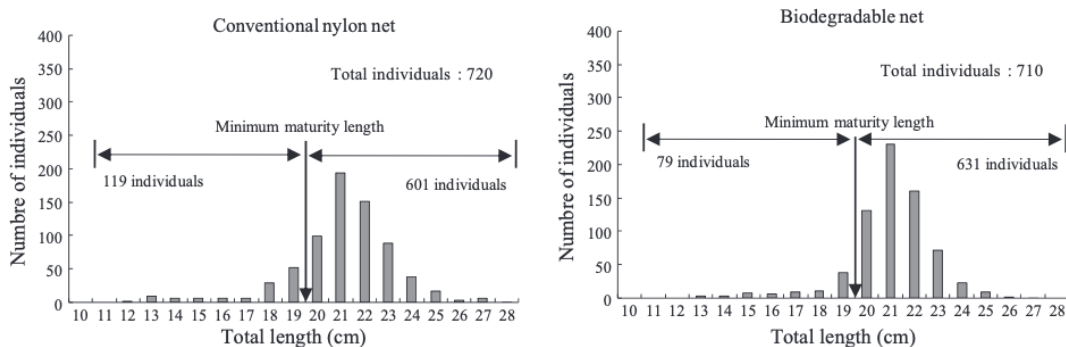 Conventional nylon net
Numbre of individuals
400
350
300
250
200
150
100
50
0
Total individuals : 720
Minimum maturity length
119 individuals
601 individuals
10 11 12 13 14 15 16 17 18 19 20 21 22 23 24 25 26 27 28
Total length (cm)
Biodegradable net
Numbre of individuals
400
350
300
250
200
150
100
50
0
Total individuals : 710
Minimum maturity length
79 individuals
631 individuals
10 11 12 13 14 15 16 17 18 19 20 21 22 23 24 25 26 27 28
Total length (cm)